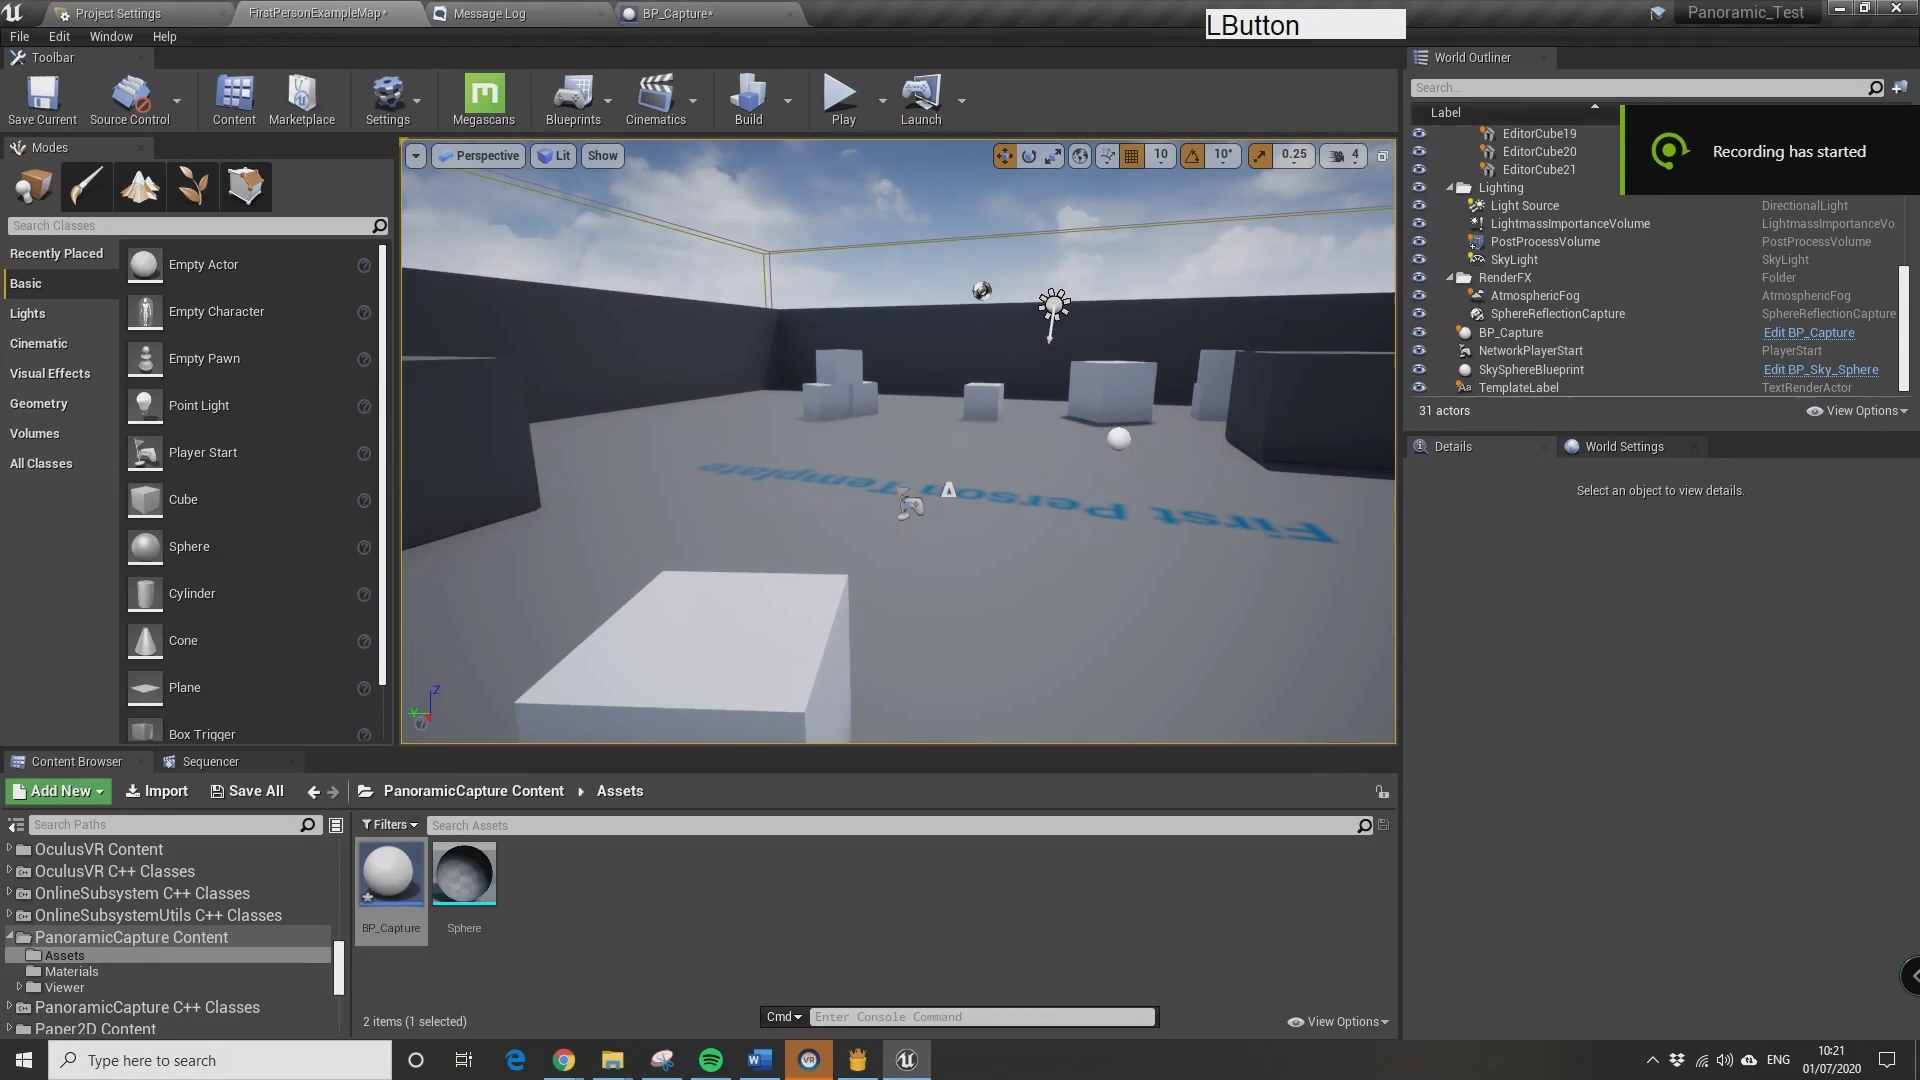 Project Settings
FirstPersonExampleMap*
Message Log
BP_Capture*
LButton
Panoramic_Test
File Edit Window Help
Toolbar
Save Current
Source Control
Content
Marketplace
Settings
Megascans
Blueprints
Cinematics
Build
Play
Launch
Modes
Search Classes
Recently Placed
Basic
Lights
Cinematic
Visual Effects
Geometry
Volumes
All Classes
Empty Actor
Empty Character
Empty Pawn
Point Light
Player Start
Cube
Sphere
Cylinder
Cone
Plane
Box Trigger
Perspective
Lit
Show
10
10°
0.25
4
First Person Template
Z
Y
World Outliner
Search...
Label
Recording has started
EditorCube19
EditorCube20
EditorCube21
Lighting
Light Source DirectionalLight
LightmassImportanceVolume LightmassImportanceVo
PostProcessVolume PostProcessVolume
SkyLight SkyLight
RenderFX Folder
AtmosphericFog AtmosphericFog
SphereReflectionCapture SphereReflectionCapture
BP_Capture Edit BP_Capture
NetworkPlayerStart PlayerStart
SkySphereBlueprint Edit BP_Sky_Sphere
TemplateLabel TextRenderActor
31 actors
View Options
Details
World Settings
Select an object to view details.
Content Browser
Sequencer
Add New
Import
Save All
PanoramicCapture Content
Assets
Search Paths
Filters
Search Assets
OculusVR Content
OculusVR C++ Classes
OnlineSubsystem C++ Classes
OnlineSubsystemUtils C++ Classes
PanoramicCapture Content
Assets
Materials
Viewer
PanoramicCapture C++ Classes
Paper2D Content
BP_Capture
Sphere
2 items (1 selected)
Cmd
Enter Console Command
View Options
Type here to search
ENG
10:21
01/07/2020